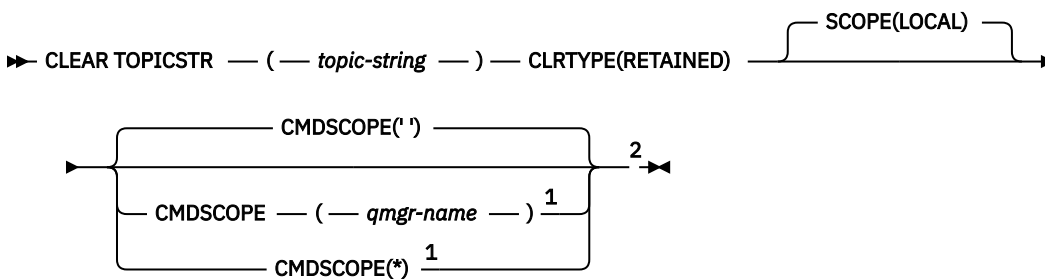 SCOPE(LOCAL)
CLEAR TOPICSTR ( topic-string ) CLRTYPE(RETAINED)
CMDSCOPE(' ')
2
CMDSCOPE ( qmgr-name ) 1
CMDSCOPE(*) 1